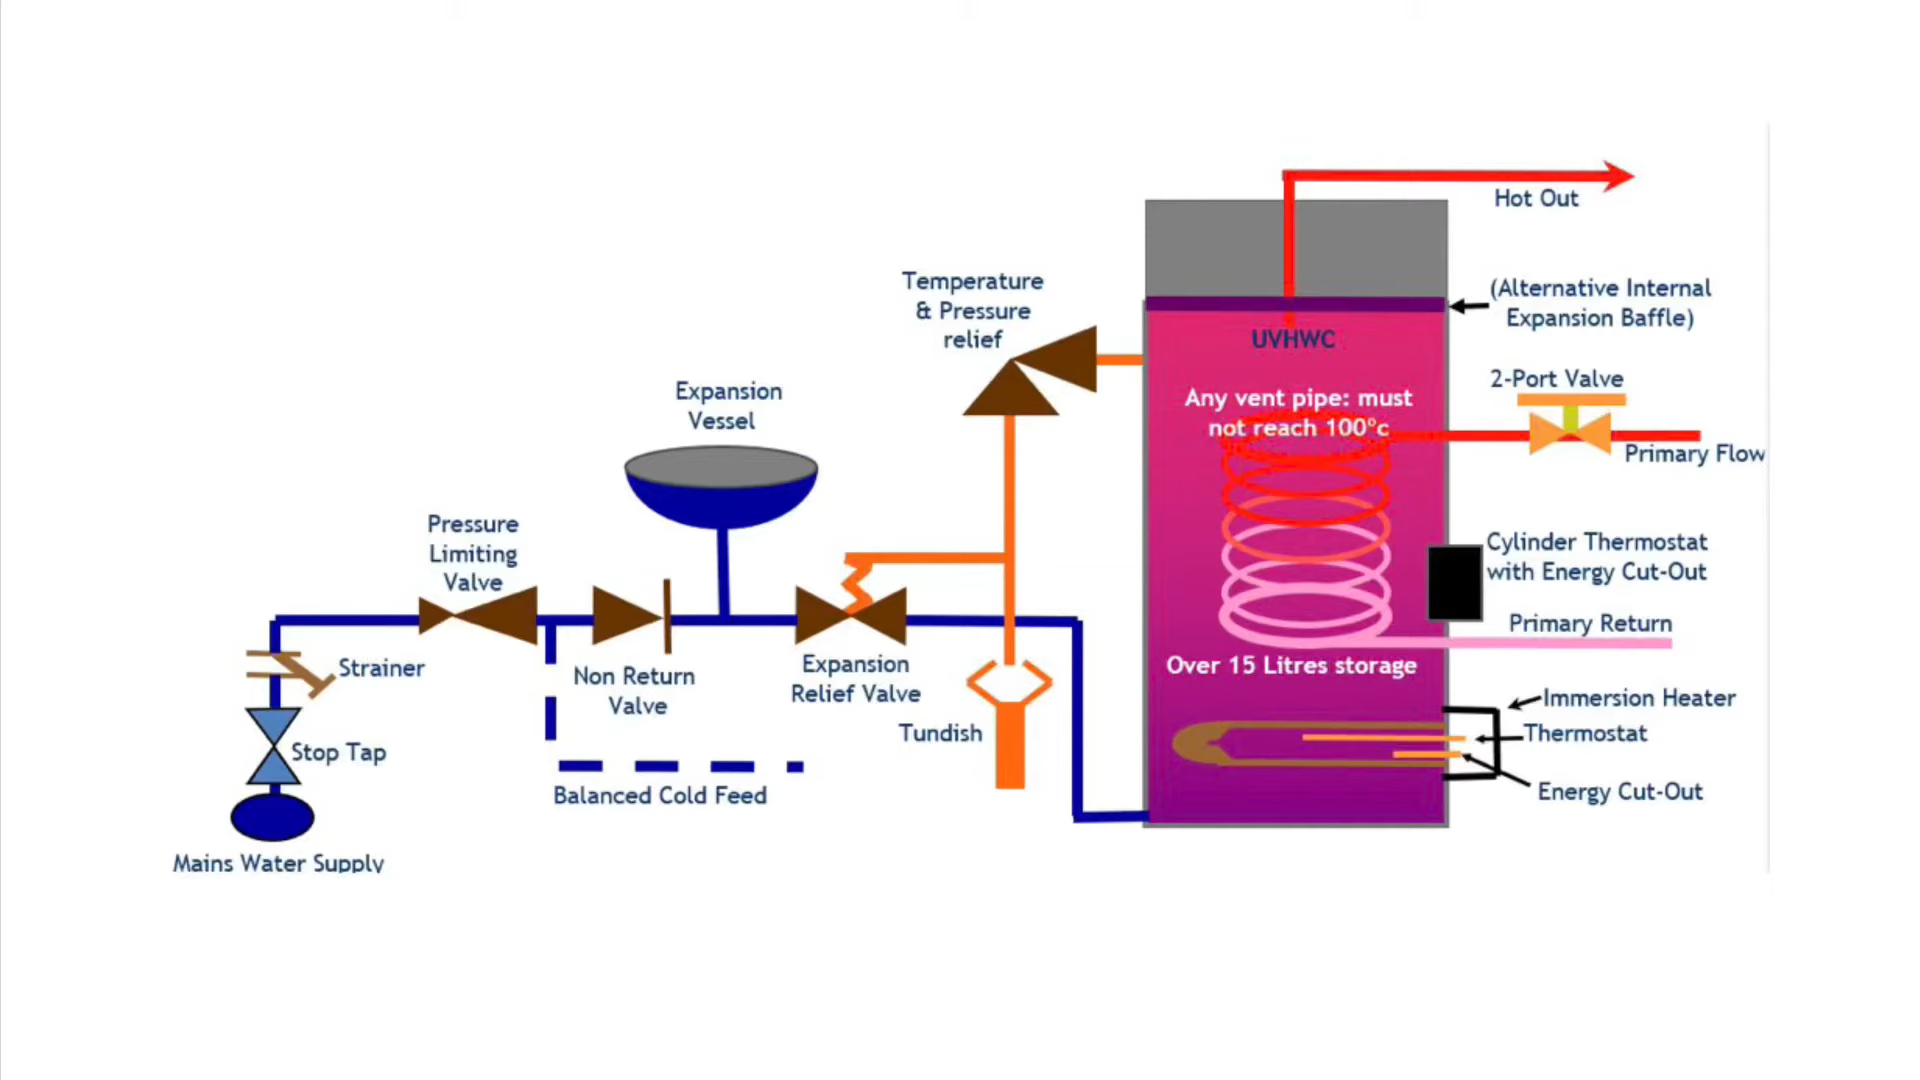 Hot Out
Temperature
& Pressure
relief
(Alternative Internal
Expansion Baffle)
UVHWC
2-Port Valve
Expansion
Vessel
Any vent pipe: must
not reach 100°c
Primary Flow
Pressure
Limiting
Valve
Cylinder Thermostat
with Energy Cut-Out
Primary Return
Strainer
Non Return
Valve
Expansion
Relief Valve
Over 15 Litres storage
Immersion Heater
Tundish
Thermostat
Stop Tap
Balanced Cold Feed
Energy Cut-Out
Mains Water Supply